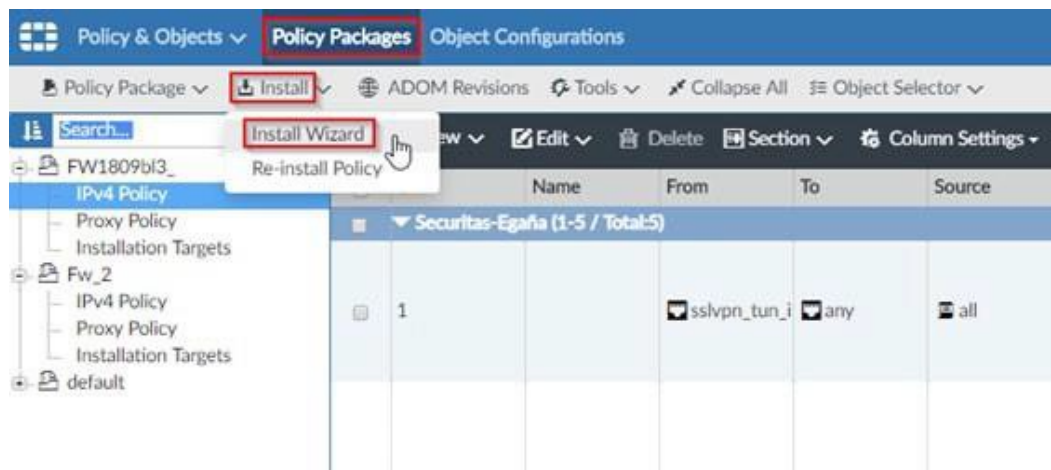 Policy & Objects Policy Packages Object Configurations
Policy Package Install ADOM Revisions Tools Collapse All Object Selector
Search... Install Wizard Edit Delete Section Column Settings
FW1809bl3_ Re-install Policy
IPv4 Policy Name From To Source
Proxy Policy Securitas-Egaña (1-5 / Total:5)
Installation Targets
Fw_2
IPv4 Policy 1 sslvpn_tun_i any all
Proxy Policy
Installation Targets
default